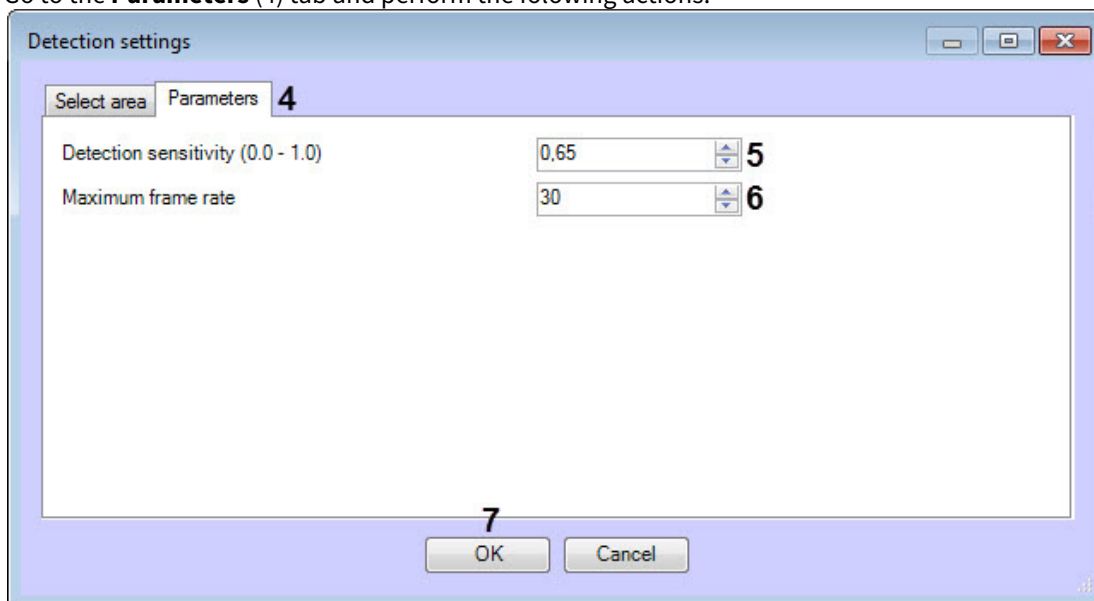 Go to the Parameters (4) tab and perform the folowing actions:
Detection settings
Select area Parameters 4
Detection sensitivity (0.0 - 1.0) 0,65 5
Maximum frame rate 30 6
7
OK Cancel